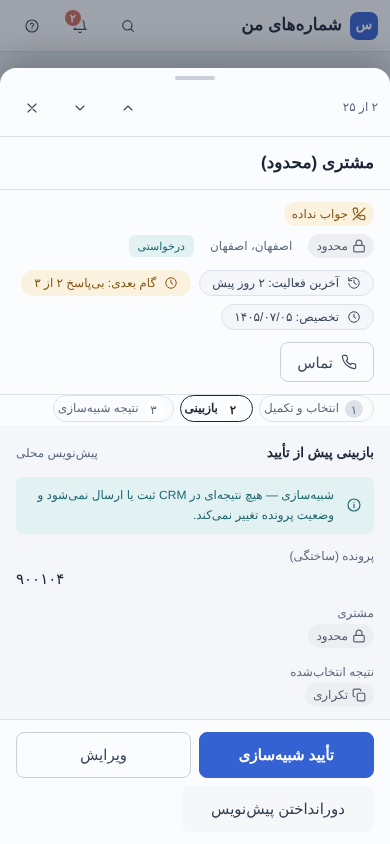 س شماره‌های من ۲
۲ از ۲۵
مشتری (محدود)
جواب نداده
محدود اصفهان، اصفهان درخواستی
آخرین فعالیت: ۲ روز پیش گام بعدی: بی‌پاسخ ۲ از ۳
تخصیص: ۱۴۰۵/۰۷/۰۵
تماس
۱ انتخاب و تکمیل ۲ بازبینی ۳ نتیجه شبیه‌سازی
بازبینی پیش از تأیید پیش‌نویس محلی
شبیه‌سازی — هیچ نتیجه‌ای در CRM ثبت یا ارسال نمی‌شود و
وضعیت پرونده تغییر نمی‌کند.
پرونده (ساختگی)
۹۰۰۱۰۴
مشتری
محدود
نتیجه انتخاب‌شده
تکراری
تأیید شبیه‌سازی ویرایش
دورانداختن پیش‌نویس